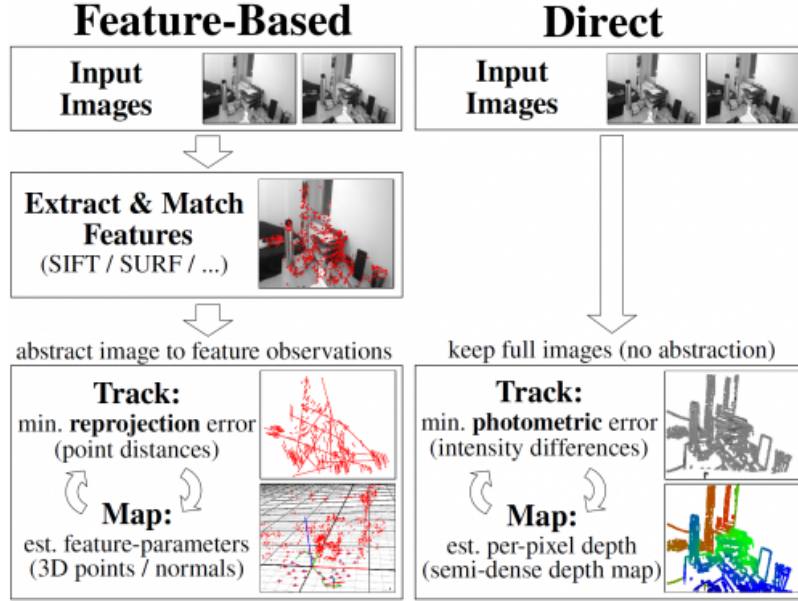 Feature-Based
Input
Images
Extract & Match
Features
(SIFT / SURF / ...)
abstract image to feature observations
Track:
min. reprojection error
(point distances)
Map:
est. feature-parameters
(3D points / normals)
Direct
Input
Images
keep full images (no abstraction)
Track:
min. photometric error
(intensity differences)
Map:
est. per-pixel depth
(semi-dense depth map)